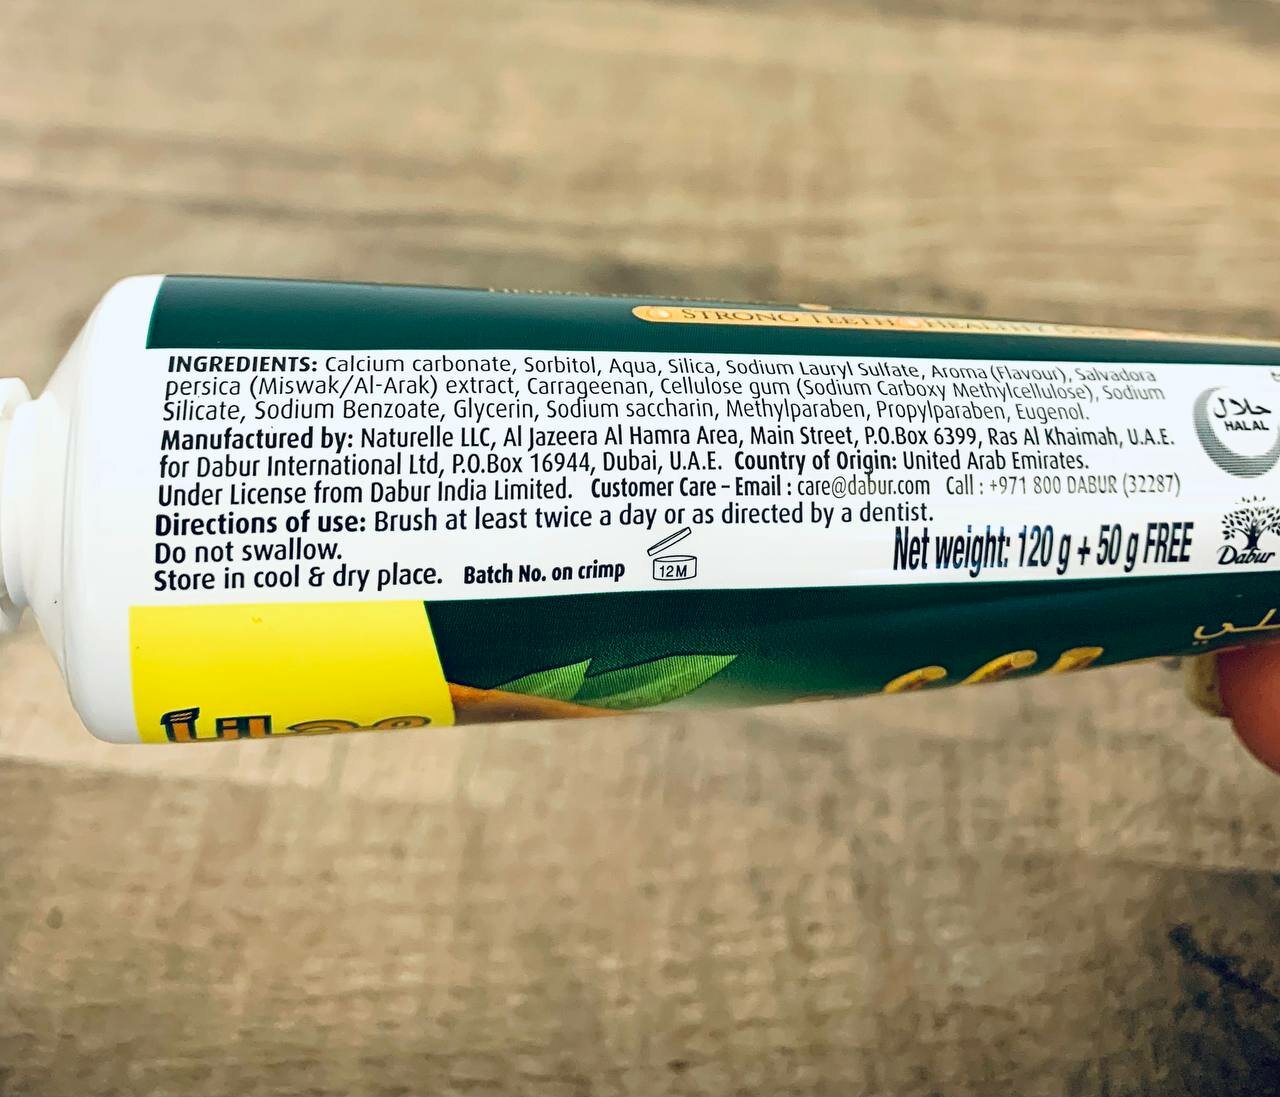 STRONG TEETH HEALTHY
INGREDIENTS: Calcium carbonate, Sorbitol, Aqua, Silica, Sodium Lauryl Sulfate, Aroma (Flavour), Salvadora
persica (Miswak/Al-Arak) extract, Carrageenan, Cellulose gum (Sodium Carboxy Methylcellulose), Sodium
Silicate, Sodium Benzoate, Glycerin, Sodium saccharin, Methylparaben, Propylparaben, Eugenol.
حلال
HALAL
Manufactured by: Naturelle LLC, Al Jazeera Al Hamra Area, Main Street, P.O.Box 6399, Ras Al Khaimah, U.A.E.
for Dabur International Ltd, P.O.Box 16944, Dubai, U.A.E. Country of Origin: United Arab Emirates.
Under License from Dabur India Limited. Customer Care – Email : care@dabur.com Call : +971 800 DABUR (32287)
Directions of use: Brush at least twice a day or as directed by a dentist.
Do not swallow.
Store in cool & dry place. Batch No. on crimp
12M
Net weight: 120 g + 50 g FREE
Dabur